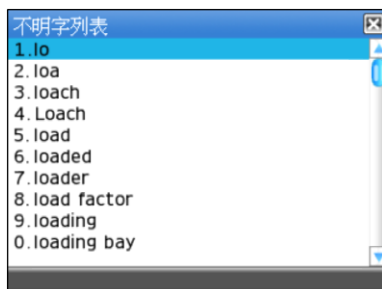 不明字列表
1.lo
2.loa
3.loach
4.Loach
5.load
6.loaded
7.loader
8.load factor
9.loading
0.loading bay